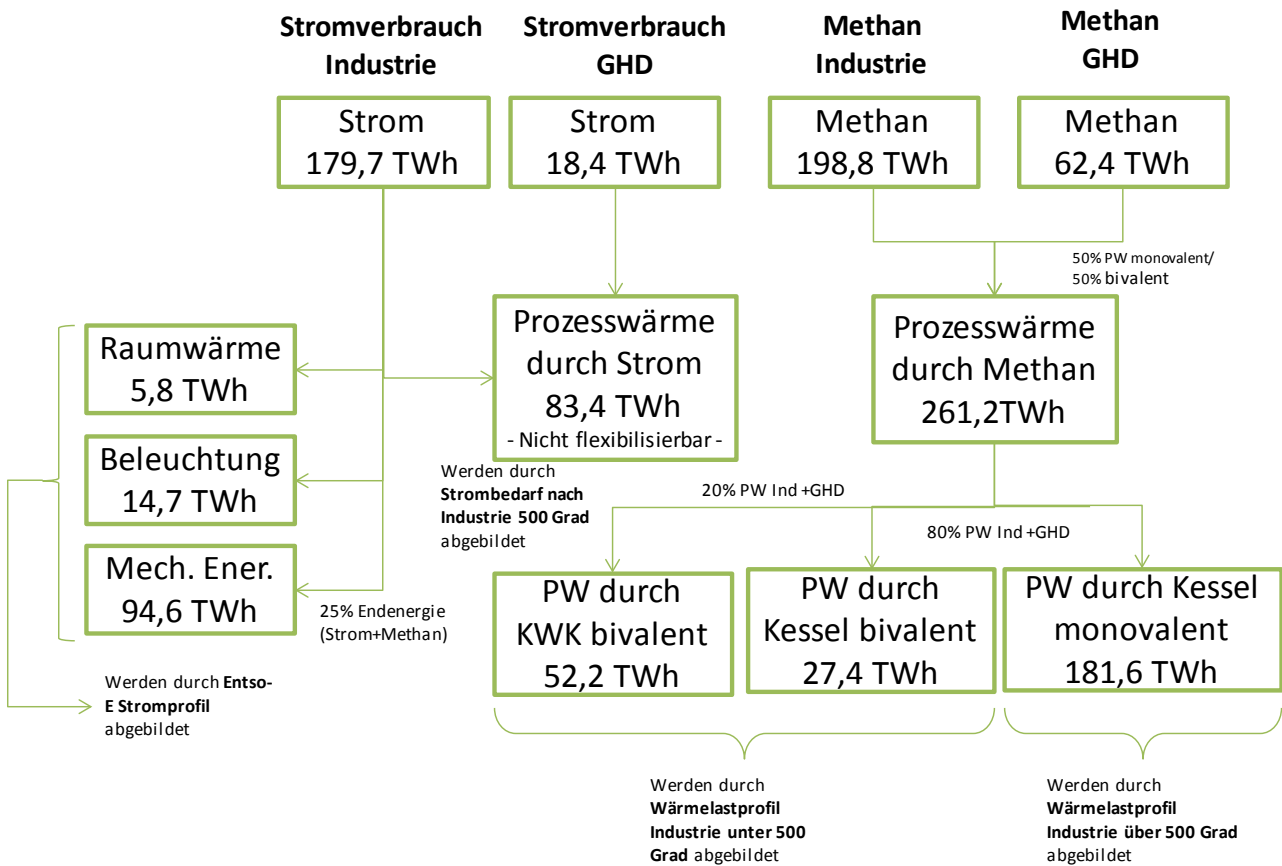 Stromverbrauch
Industrie
Stromverbrauch
GHD
Methan
Industrie
Methan
GHD
Strom
179,7 TWh
Strom
18,4 TWh
Methan
198,8 TWh
Methan
62,4 TWh
50% PW monovalent/
50% bivalent
Raumwärme
5,8 TWh
Beleuchtung
14,7 TWh
Mech. Ener.
94,6 TWh
Prozesswärme
durch Strom
83,4 TWh
- Nicht flexibilisierbar -
Prozesswärme
durch Methan
261,2TWh
Werden durch
Strombedarf nach
Industrie 500 Grad
abgebildet
20% PW Ind +GHD
80% PW Ind +GHD
25% Endenergie
(Strom+Methan)
PW durch
KWK bivalent
52,2 TWh
PW durch
Kessel bivalent
27,4 TWh
PW durch Kessel
monovalent
181,6 TWh
Werden durch Entso-
E Stromprofil
abgebildet
Werden durch
Wärmelastprofil
Industrie unter 500
Grad abgebildet
Werden durch
Wärmelastprofil
Industrie über 500 Grad
abgebildet